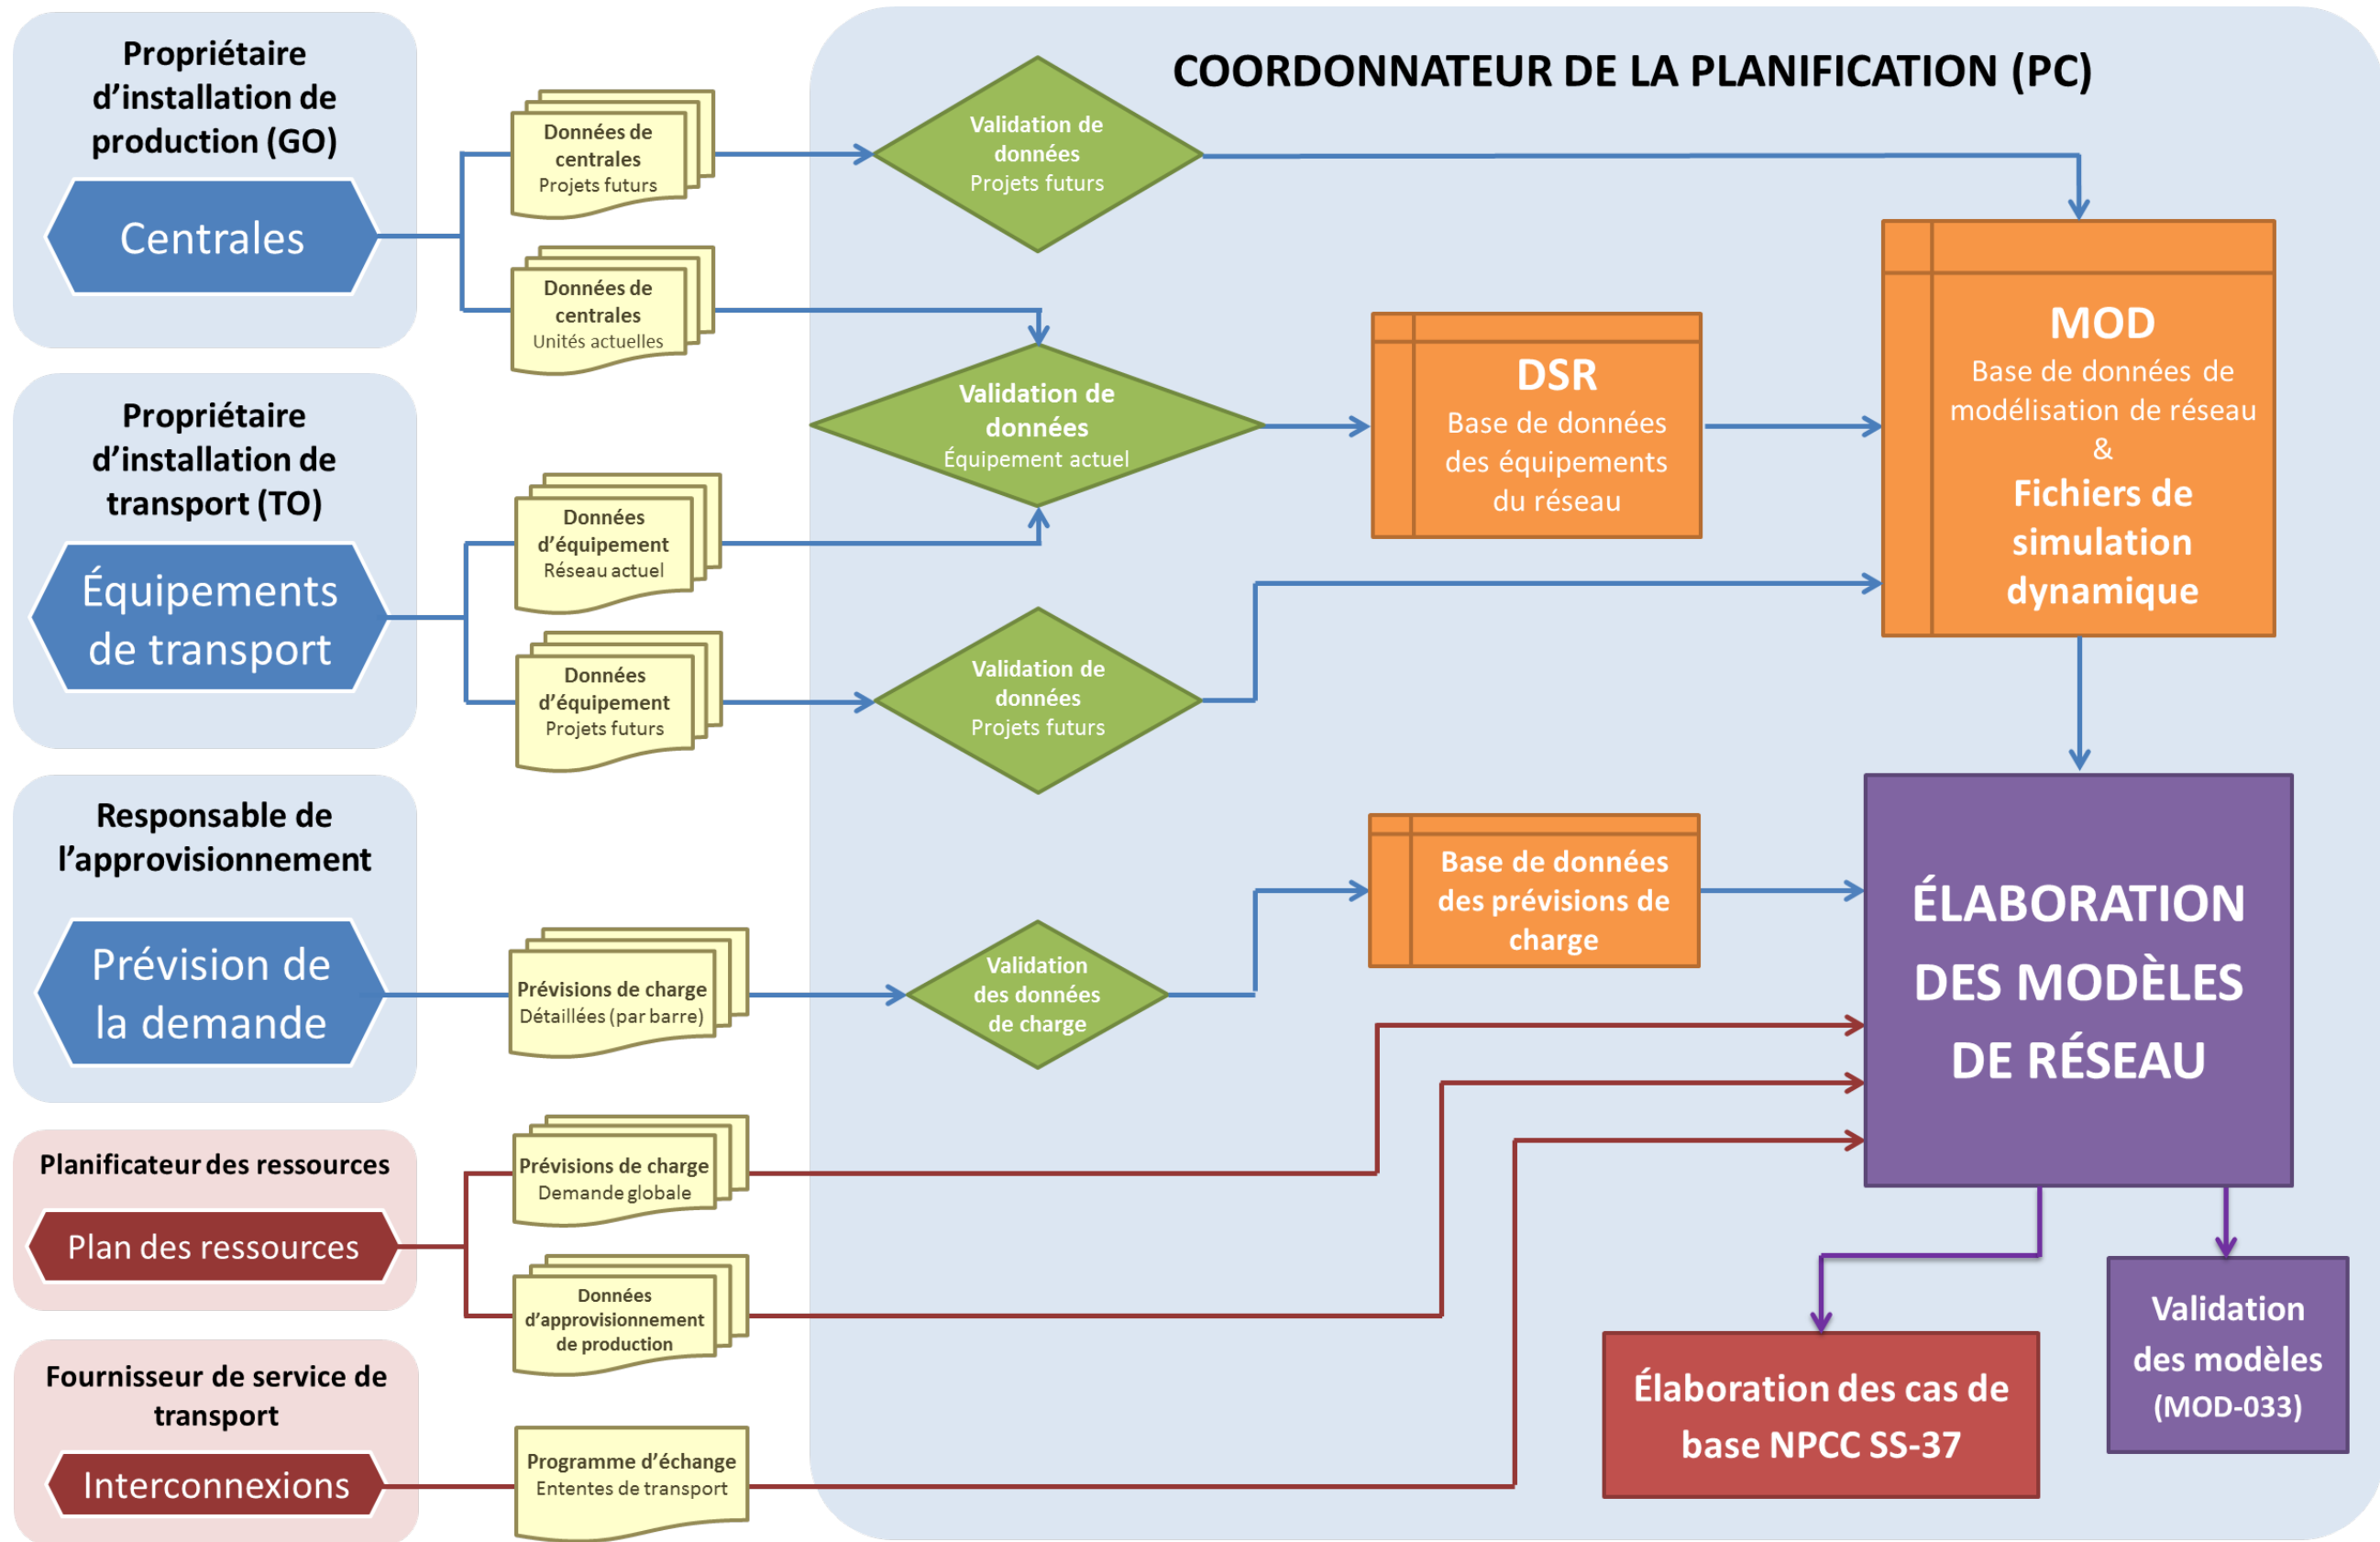 COORDONNATEUR DE LA PLANIFICATION (PC)
Propriétaire
d'installation de
production (GO)
Centrales
Données de
centrales
Projets futurs
Données de
centrales
Unités actuelles
Validation de
données
Projets futurs
Propriétaire
d'installation de
transport (TO)
Équipements
de transport
Données
d'équipement
Réseau actuel
Données
d'équipement
Projets futurs
Validation de
données
Équipement actuel
Validation de
données
Projets futurs
DSR
Base de données
des équipements
du réseau
MOD
Base de données de
modélisation de réseau
&
Fichiers de
simulation
dynamique
Responsable de
l'approvisionnement
Prévision de
la demande
Prévisions de charge
Détaillées (par barre)
Validation
des données
de charge
Base de données
des prévisions de
charge
ÉLABORATION
DES MODÈLES
DE RÉSEAU
Planificateur des ressources
Plan des ressources
Prévisions de charge
Demande globale
Données
d'approvisionnement
de production
Fournisseur de service de
transport
Interconnexions
Programme d'échange
Ententes de transport
Élaboration des cas de
base NPCC SS-37
Validation
des modèles
(MOD-033)